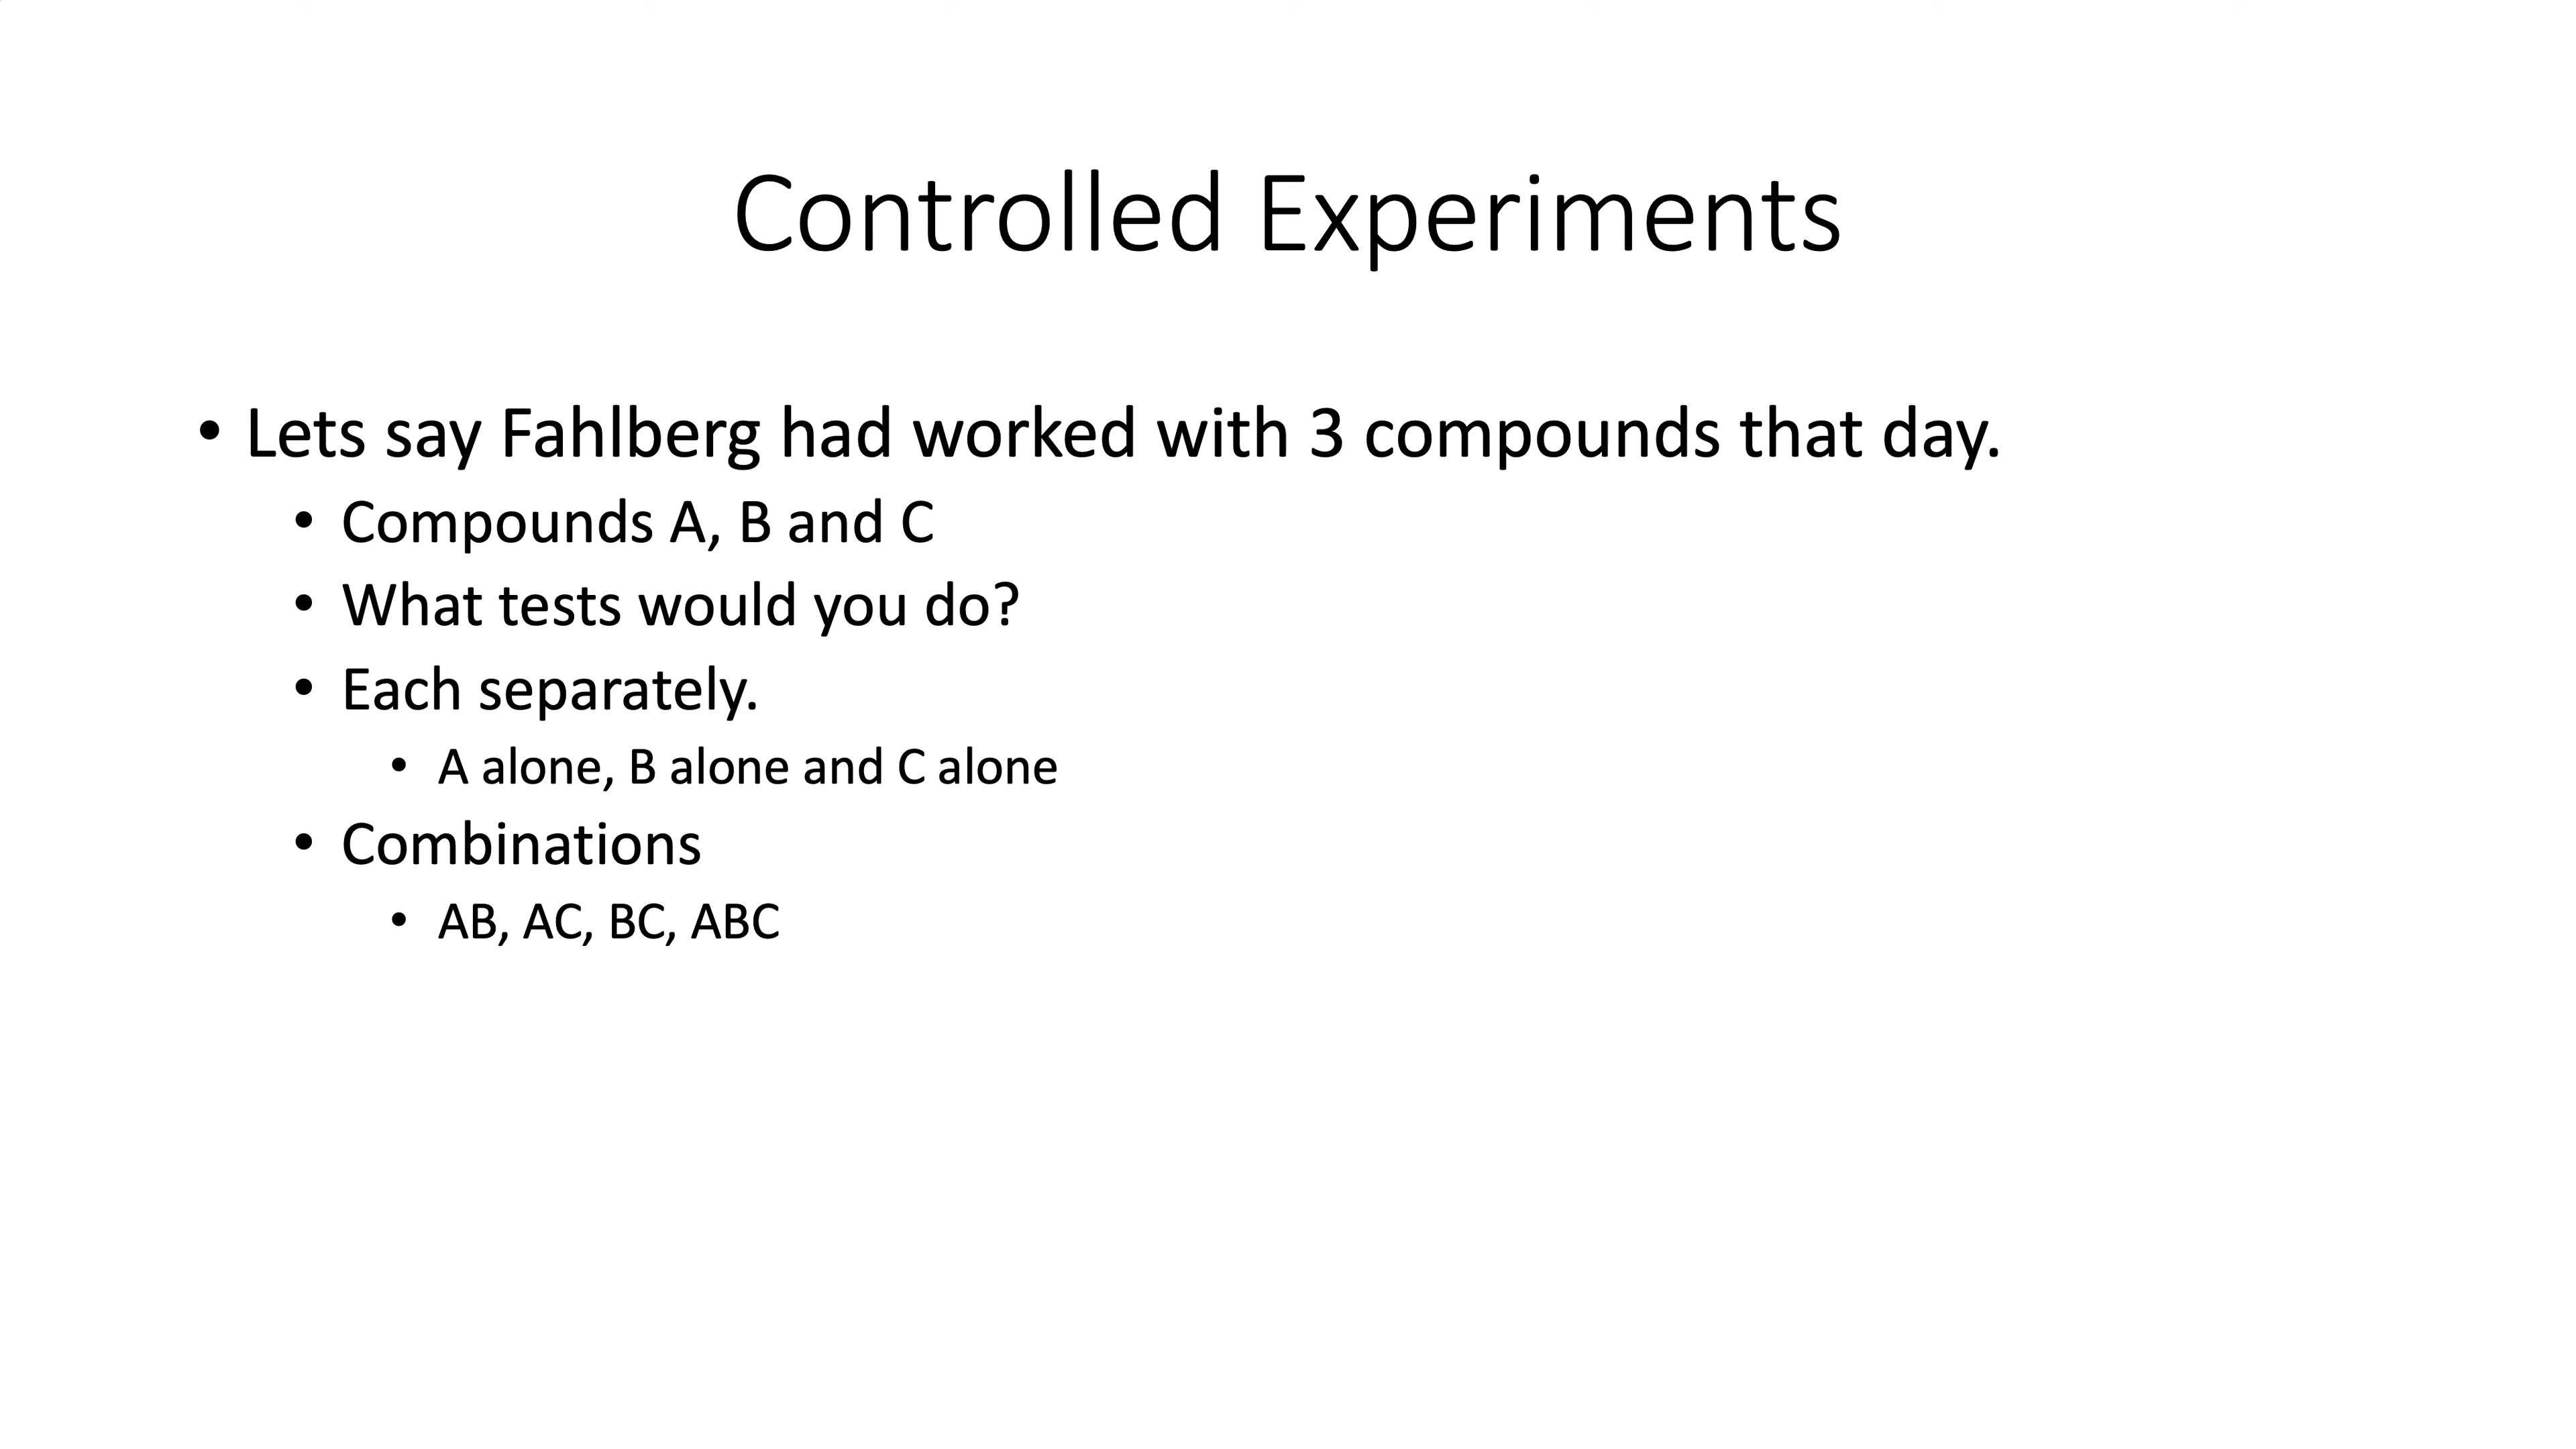 Controlled Experiments
• Lets say Fahlberg had worked with 3 compounds that day.
• Compounds A, B and C
• What tests would you do?
• Each separately.
• A alone, B alone and C alone
• Combinations
• AB, AC, BC, ABC